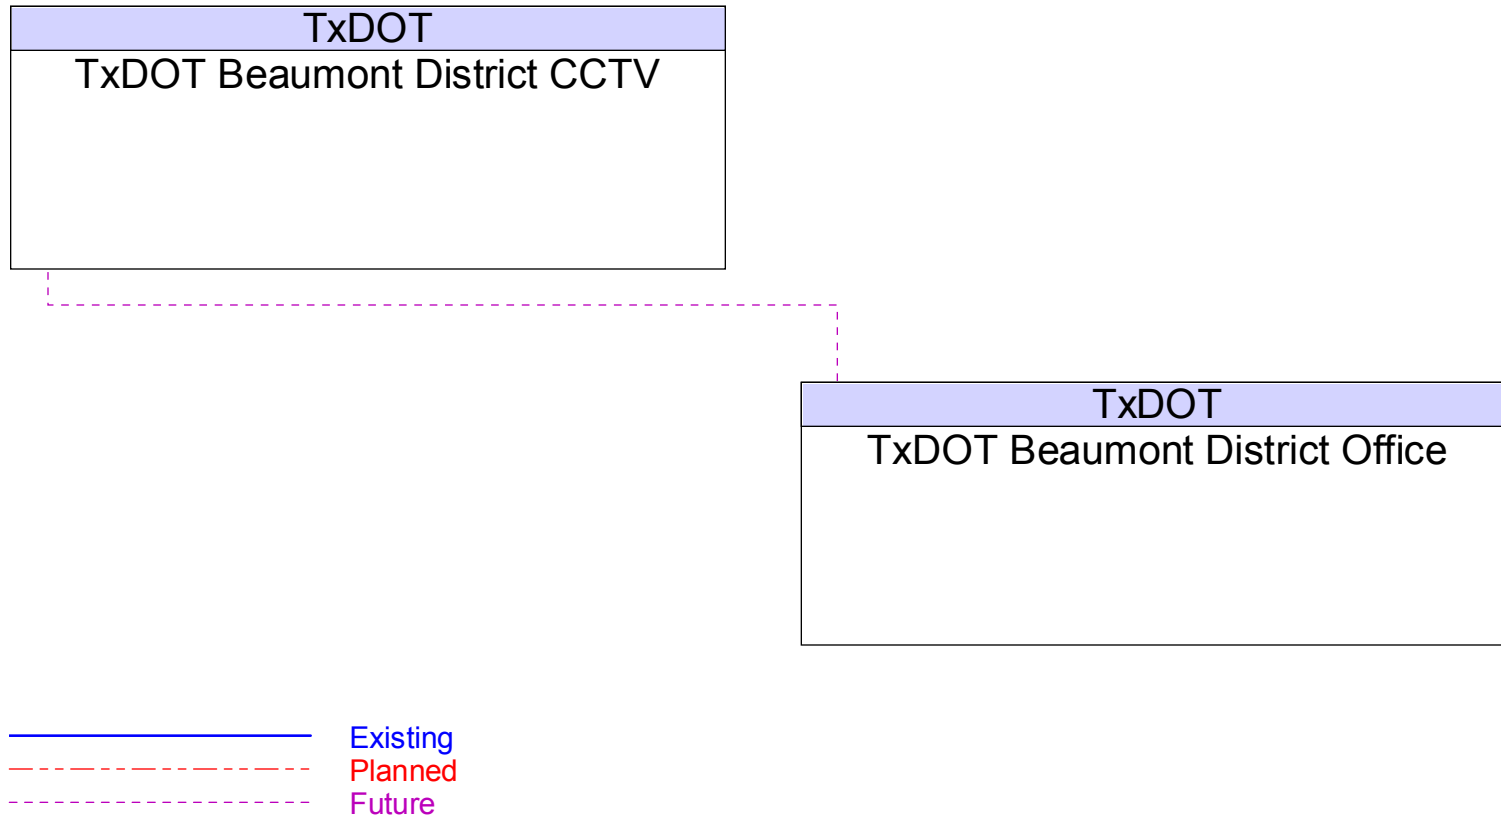 TxDOT
TxDOT Beaumont District CCTV
TxDOT
TxDOT Beaumont District Office
Existing
Planned
Future